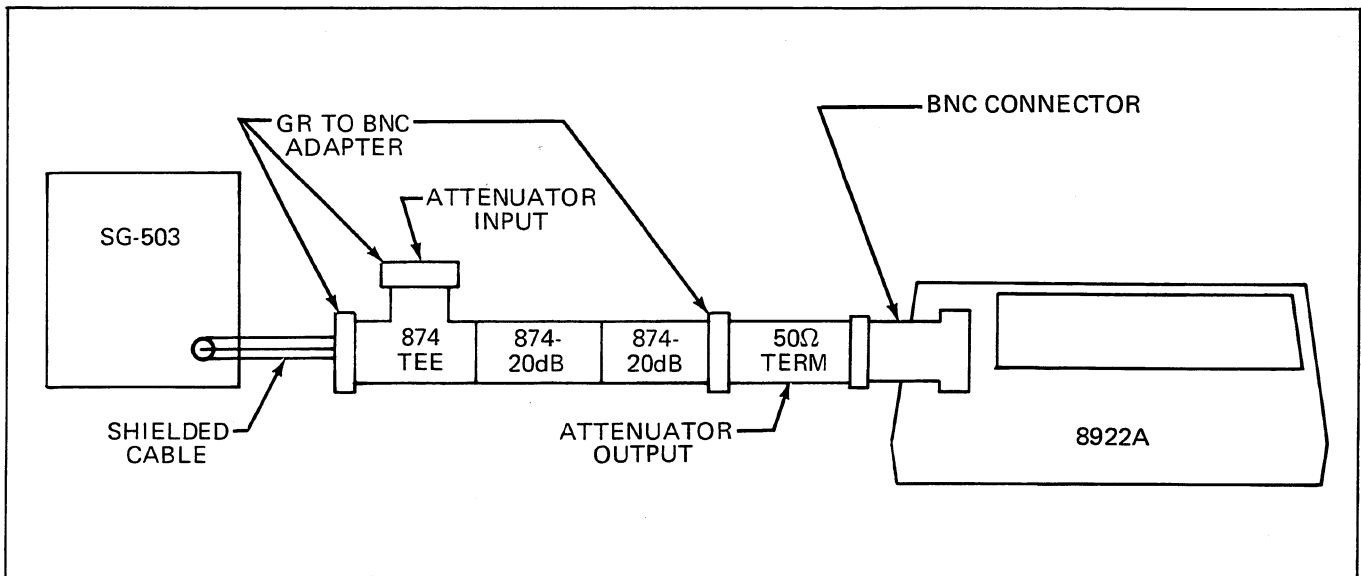 BNC CONNECTOR
GR TO BNC
ADAPTER
ATTENUATOR
INPUT
SG-503
874
TEE
874-
20dB
874-
20dB
50Ω
TERM
SHIELDED
CABLE
ATTENUATOR
OUTPUT
8922A